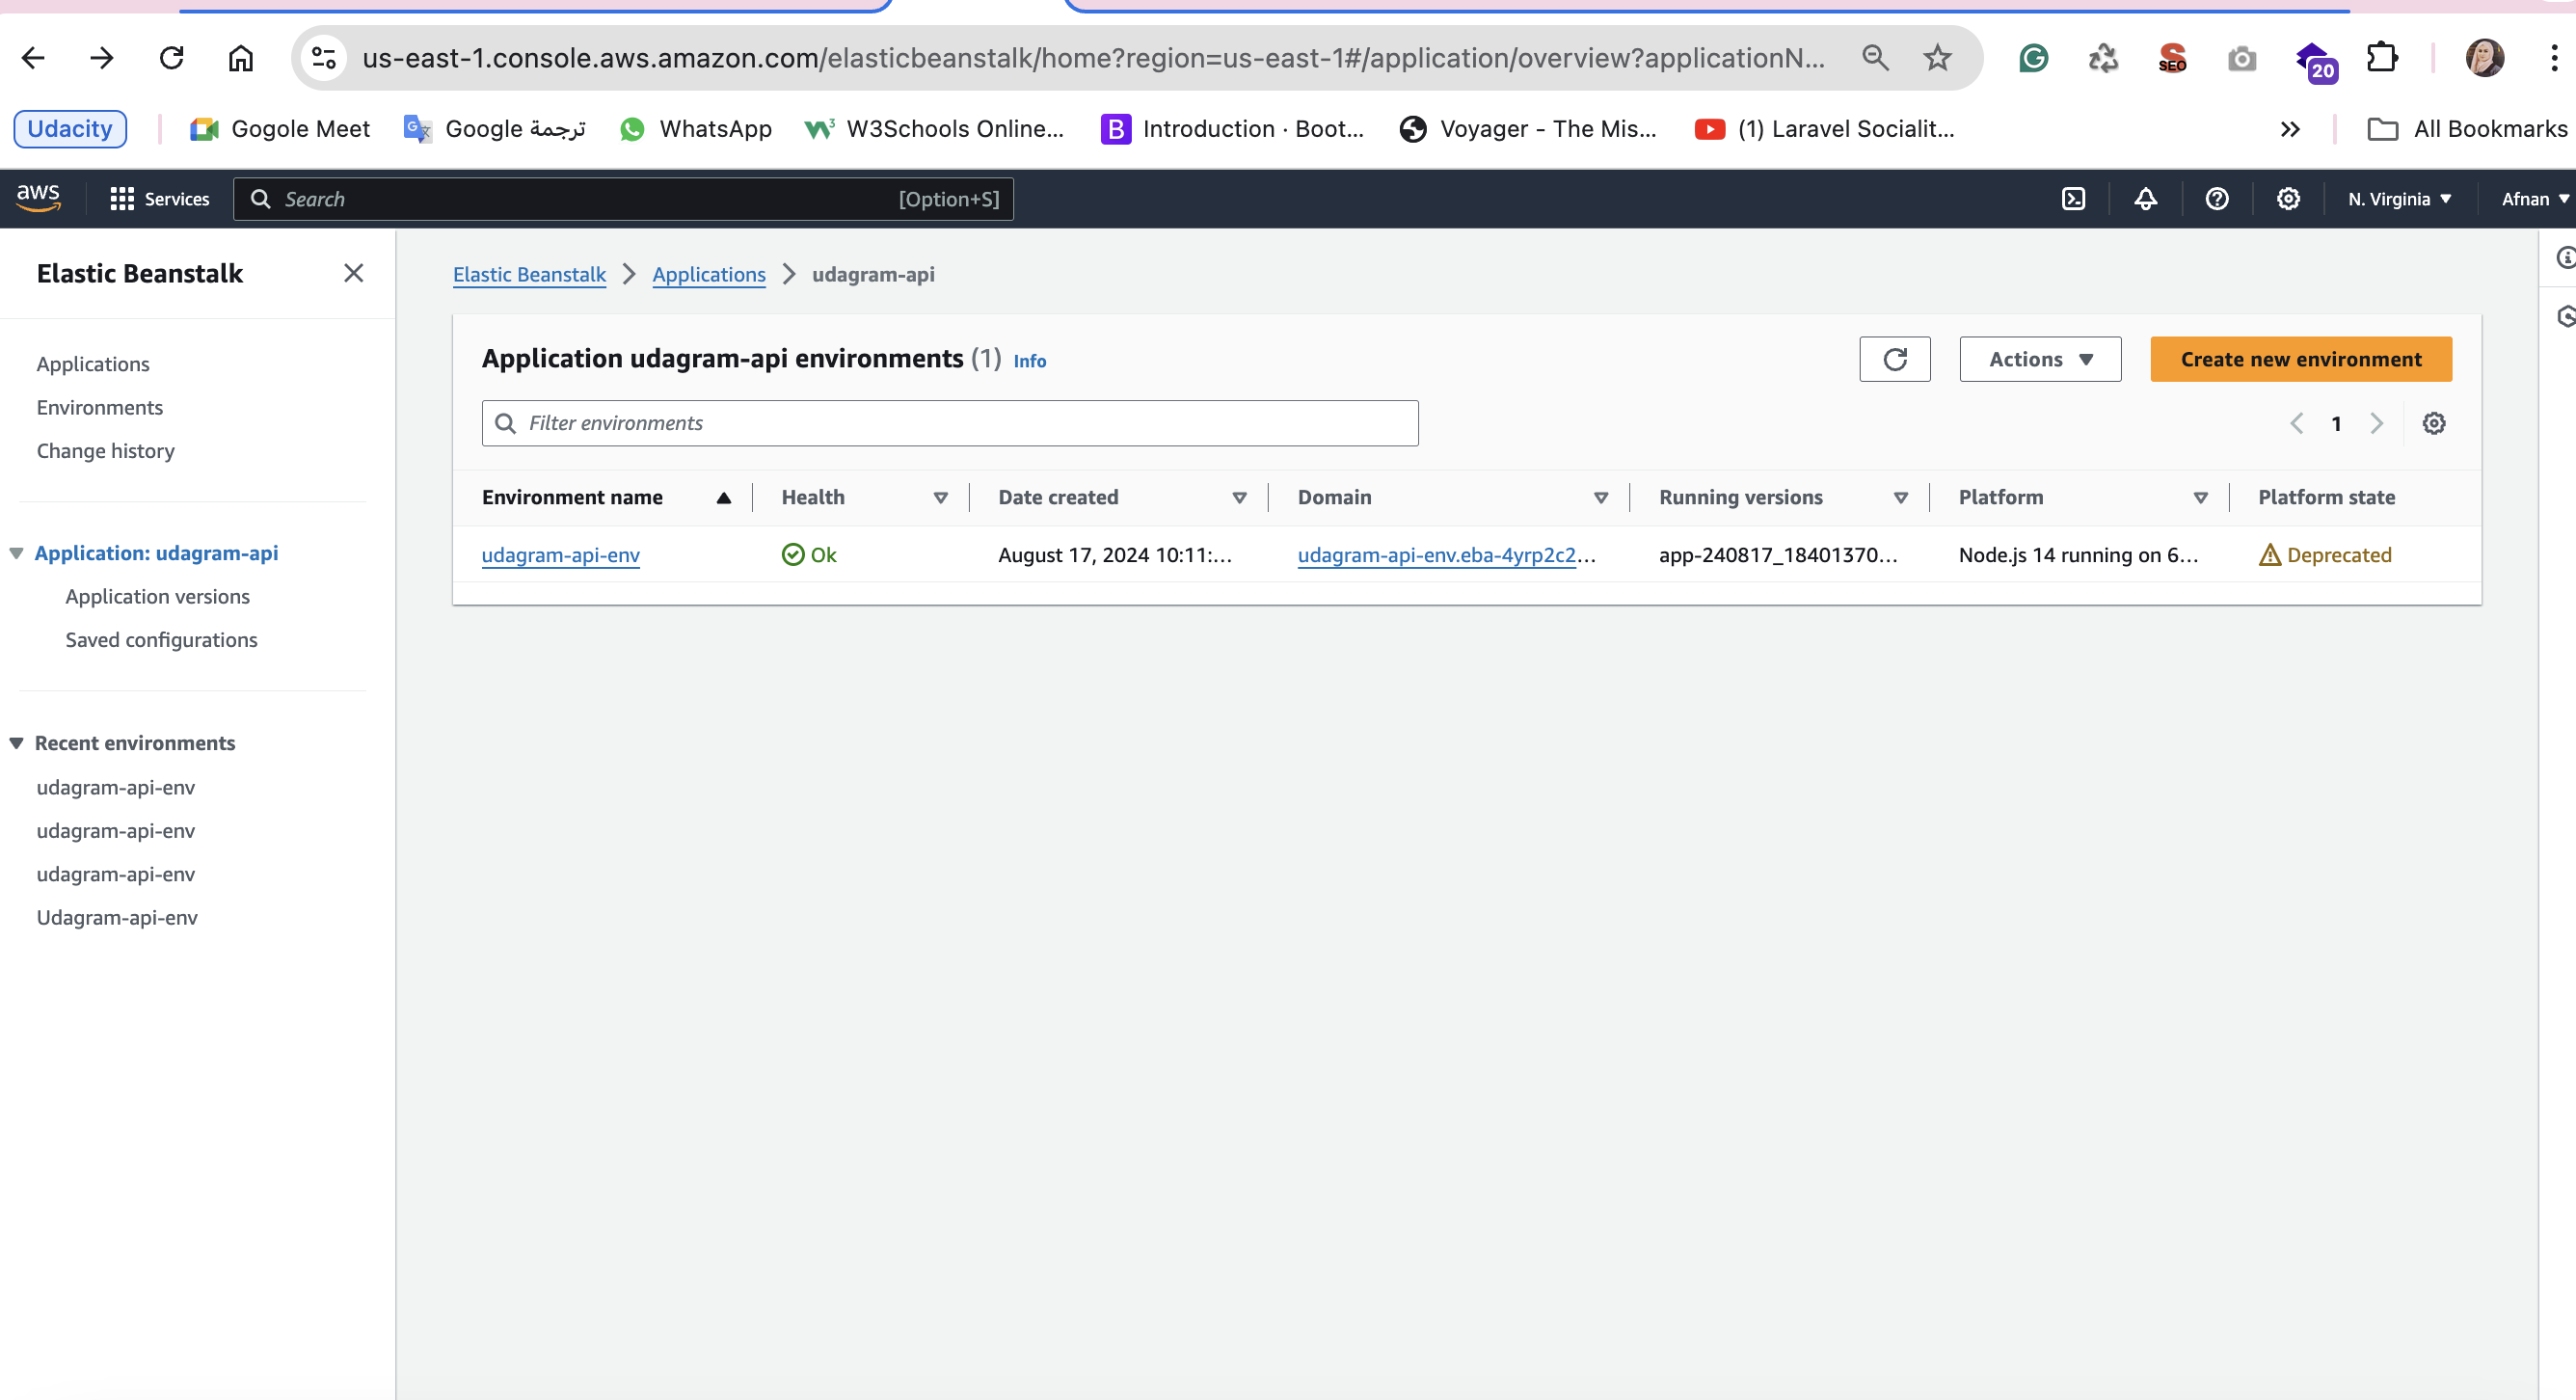 us-east-1.console.aws.amazon.com/elasticbeanstalk/home?region=us-east-1#/application/overview?applicationN...
SEO
20
Udacity
Gogole Meet
Google ترجمة
WhatsApp
W3Schools Online...
B Introduction · Boot...
Voyager - The Mis...
(1) Laravel Socialit...
All Bookmarks
aws
Services
Search
[Option+S]
N. Virginia
Afnan
Elastic Beanstalk
Applications
Environments
Change history
Application: udagram-api
Application versions
Saved configurations
Recent environments
udagram-api-env
udagram-api-env
udagram-api-env
Udagram-api-env
Elastic Beanstalk > Applications > udagram-api
Application udagram-api environments (1) Info
Actions
Create new environment
Filter environments
1
Environment name Health Date created Domain Running versions Platform Platform state
udagram-api-env Ok August 17, 2024 10:11:... udagram-api-env.eba-4yrp2c2... app-240817_18401370... Node.js 14 running on 6... Deprecated